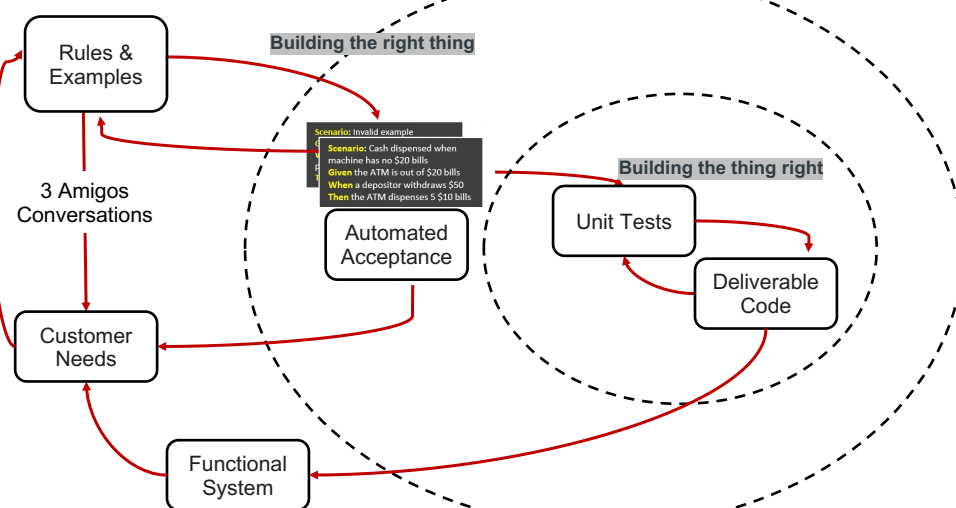 Building the right thing
Rules &
Examples
Scenario: Invalid example
Scenario: Cash dispensed when
machine has no $20 bills
Given the ATM is out of $20 bills
When a depositor withdraws $50
Then the ATM dispenses 5 $10 bills
Building the thing right
3 Amigos
Conversations
Unit Tests
Automated
Acceptance
Deliverable
Code
Customer
Needs
Functional
System